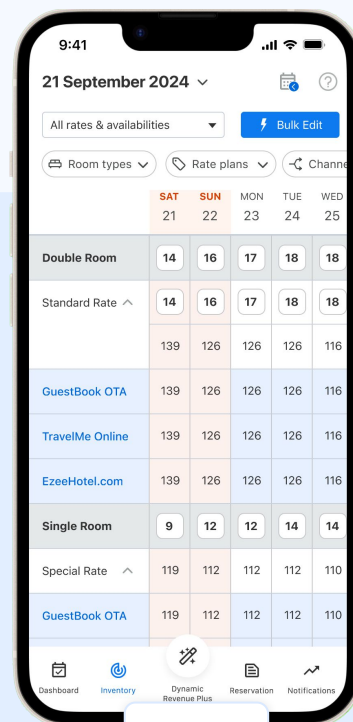 9:41
21 September 2024
All rates & availabilities
Bulk Edit
Room types Rate plans Channe
SAT SUN MON TUE WED
21 22 23 24 25
Double Room 14 16 17 18 18
Standard Rate 14 16 17 18 18
139 126 126 126 116
GuestBook OTA 139 126 126 126 116
TravelMe Online 139 126 126 126 116
EzeeHotel.com 139 126 126 126 116
Single Room 9 12 12 14 14
Special Rate 119 112 112 112 110
GuestBook OTA 119 112 112 112 110
Dashboard Inventory Dynamic Reservation Notifications
Revenue Plus